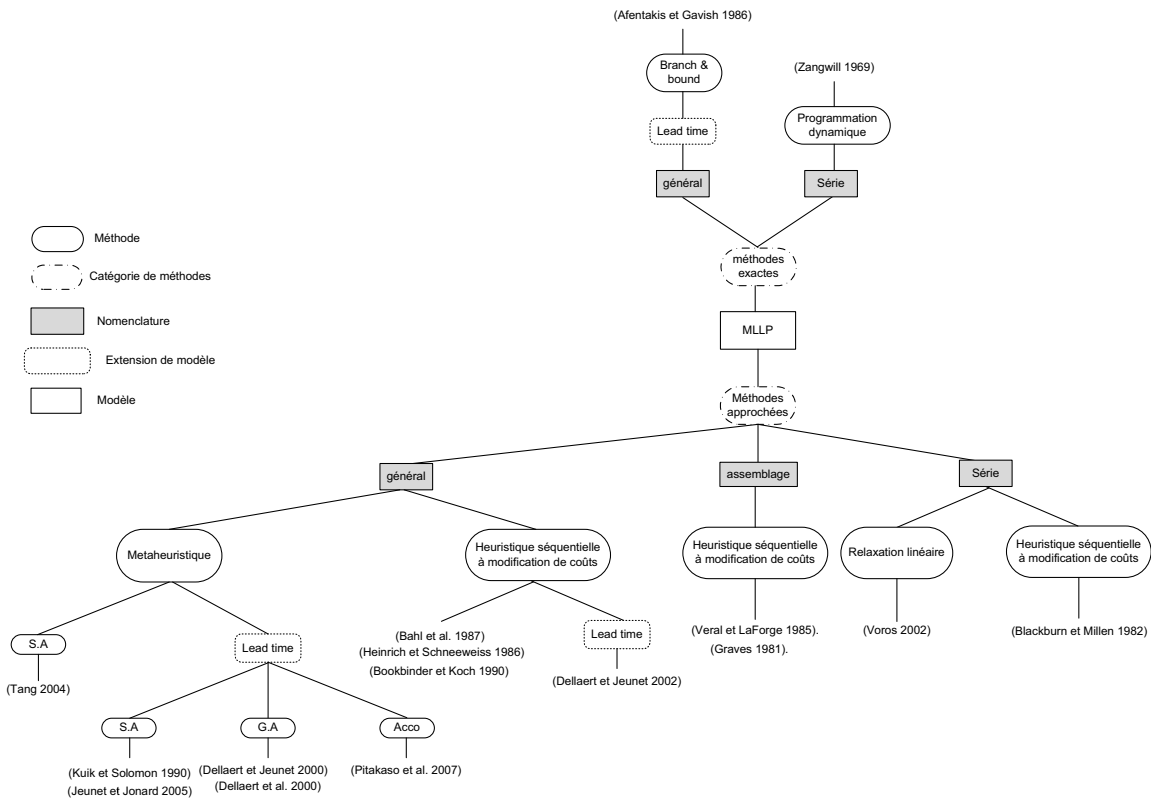 (Afentakis et Gavish 1986)
Branch &
bound
(Zangwill 1969)
Lead time
Programmation
dynamique
général
Série
méthodes
exactes
MLLP
Méthodes
approchées
Méthode
Catégorie de méthodes
Nomenclature
Extension de modèle
Modèle
général
assemblage
Série
Metaheuristique
Heuristique séquentielle
à modification de coûts
Heuristique séquentielle
à modification de coûts
Relaxation linéaire
Heuristique séquentielle
à modification de coûts
S.A
(Tang 2004)
Lead time
(Bahl et al. 1987)
(Heinrich et Schneeweiss 1986)
(Bookbinder et Koch 1990)
Lead time
(Dellaert et Jeunet 2002)
(Veral et LaForge 1985).
(Graves 1981).
(Voros 2002)
(Blackburn et Millen 1982)
S.A
G.A
Acco
(Kuik et Solomon 1990)
(Jeunet et Jonard 2005)
(Dellaert et Jeunet 2000)
(Dellaert et al. 2000)
(Pitakaso et al. 2007)